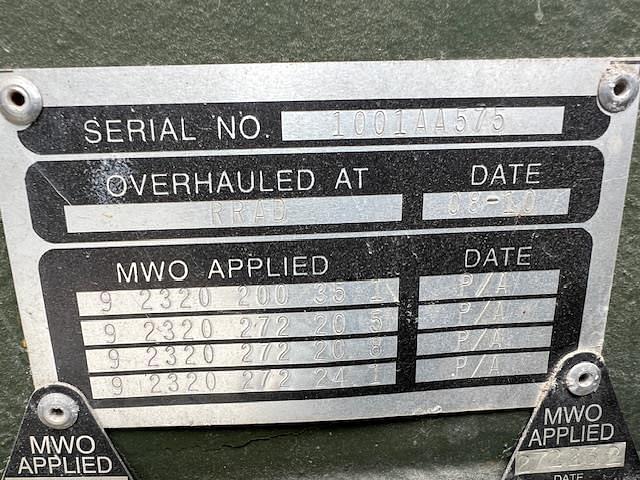 SERIAL NO. 1001AA575
OVERHAULED AT DATE
RRAD 08-10
MWO APPLIED DATE
9 2320 200 35 1 P/A
9 2320 272 20 5 P/A
9 2320 272 20 8 P/A
9 2320 272 24 1 P/A
MWO
APPLIED
MWO
APPLIED
DATE